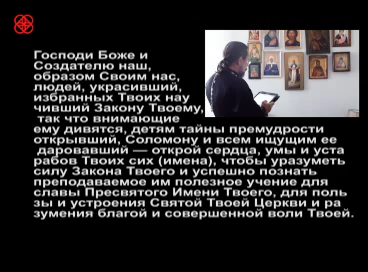 Господи Боже и
Создателю наш,
образом Своим нас,
людей, украсивший,
избранных Твоих нау
чивший Закону Твоему,
так что внимающие
ему дивятся, детям тайны премудрости
открывший, Соломону и всем ищущим ее
даровавший — открой сердца, умы и уста
рабов Твоих сих (имена), чтобы уразуметь
силу Закона Твоего и успешно познать
преподаваемое им полезное учение для
славы Пресвятого Имени Твоего, для поль
зы и устроения Святой Твоей Церкви и ра
зумения благой и совершенной воли Твоей.